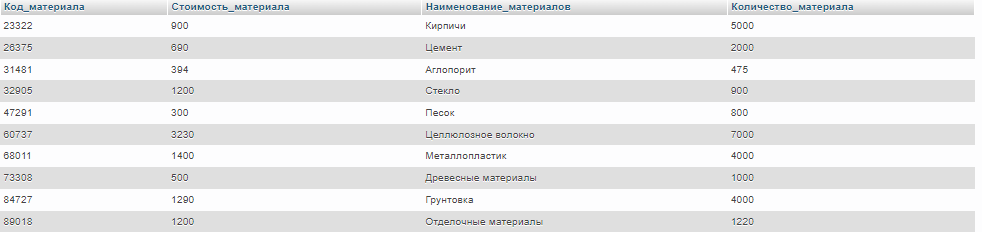 Код_материала Стоимость_материала Наименование_материалов Количество_материала
23322 900 Кирпичи 5000
26375 690 Цемент 2000
31481 394 Аглопорит 475
32905 1200 Стекло 900
47291 300 Песок 800
60737 3230 Целлюлозное волокно 7000
68011 1400 Металлопластик 4000
73308 500 Древесные материалы 1000
84727 1290 Грунтовка 4000
89018 1200 Отделочные материалы 1220